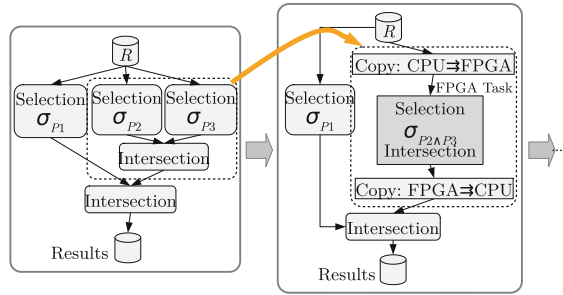 R
Selection Selection Selection
σP1 σP2 σP3
Intersection
Intersection
Results
R
Copy: CPU⇉FPGA
FPGA Task
Selection
σP1
Selection
σP2∧P3
Intersection
Copy: FPGA⇉CPU
Intersection
Results
...